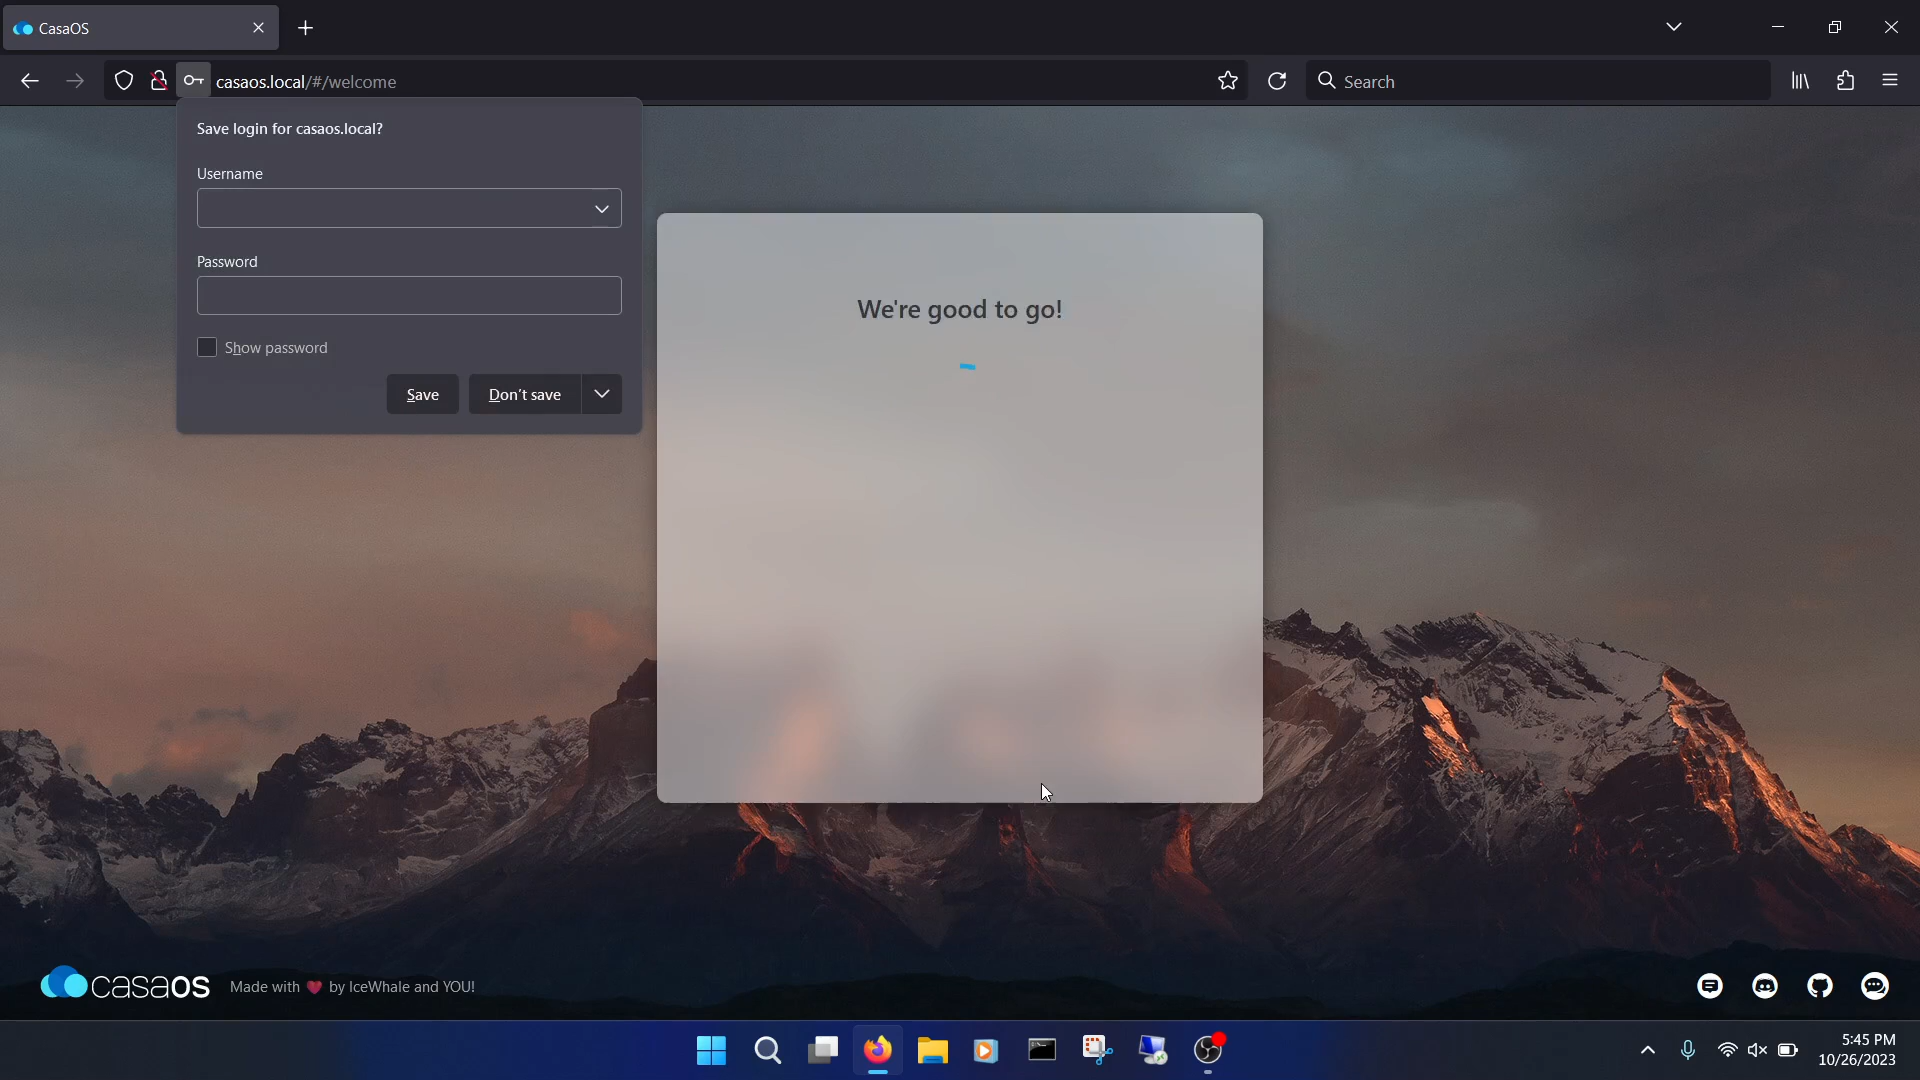 CasaOS
casaos.local/#/welcome
Search
Save login for casaos.local?
Username
Password
Show password
Save
Don't save
We're good to go!
casaos
Made with ❤ by IceWhale and YOU!
5:45 PM
10/26/2023